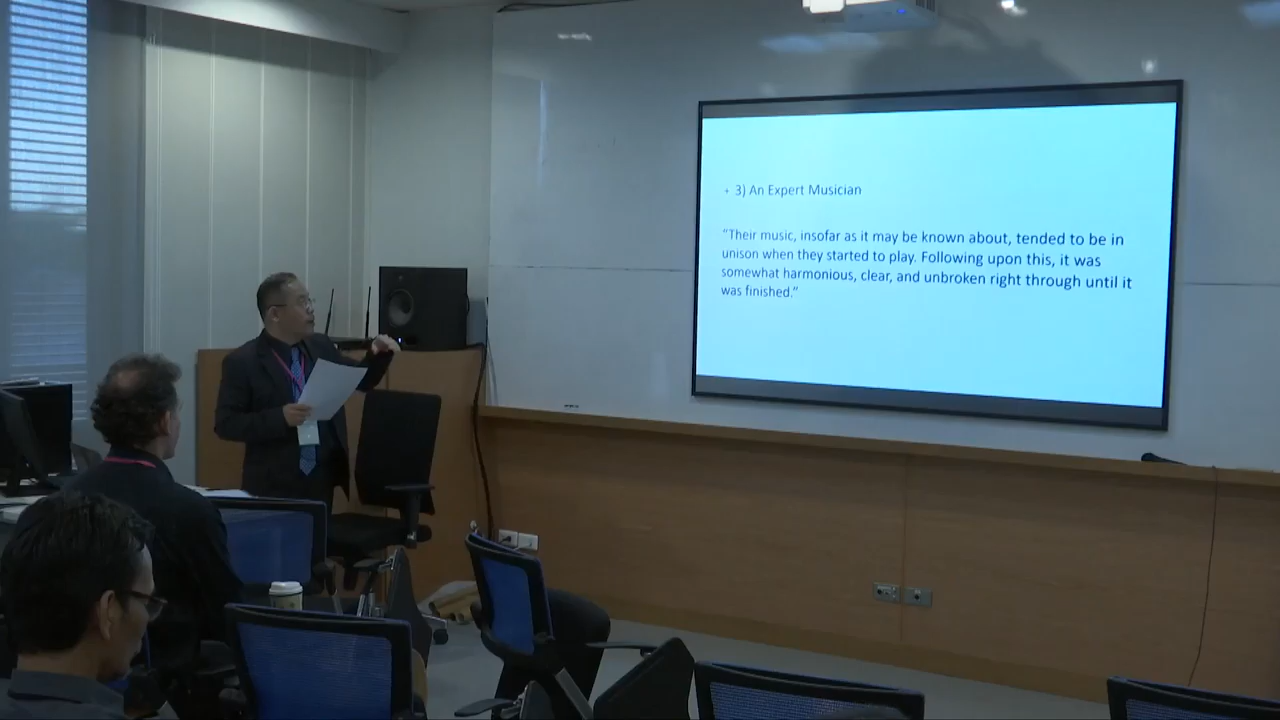 • 3) An Expert Musician
“Their music, insofar as it may be known about, tended to be in
unison when they started to play. Following upon this, it was
somewhat harmonious, clear, and unbroken right through until it
was finished.”